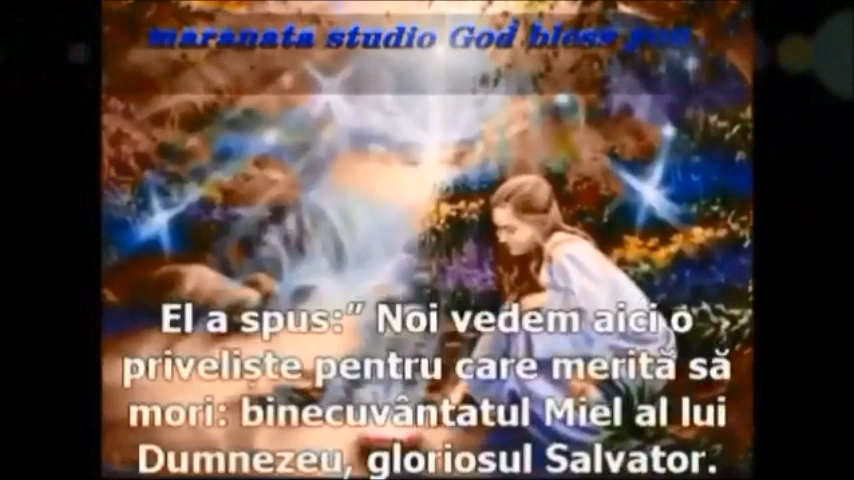 maranata studio God bless you
El a spus:” Noi vedem aici o
priveliste pentru care merită să
mori: binecuvântatul Miel al lui
Dumnezeu, gloriosul Salvator.